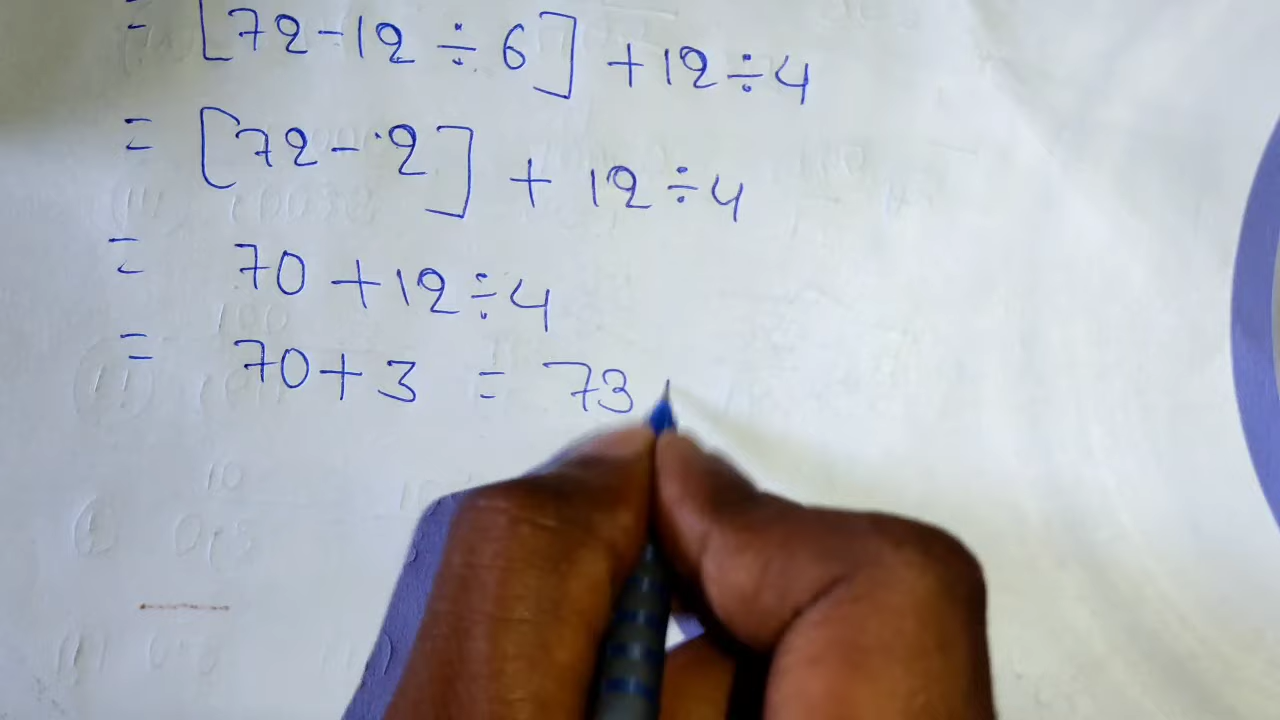 = [72-12÷6] +12÷4
= [72-2] + 12÷4
= 70+12÷4
= 70+3 = 73